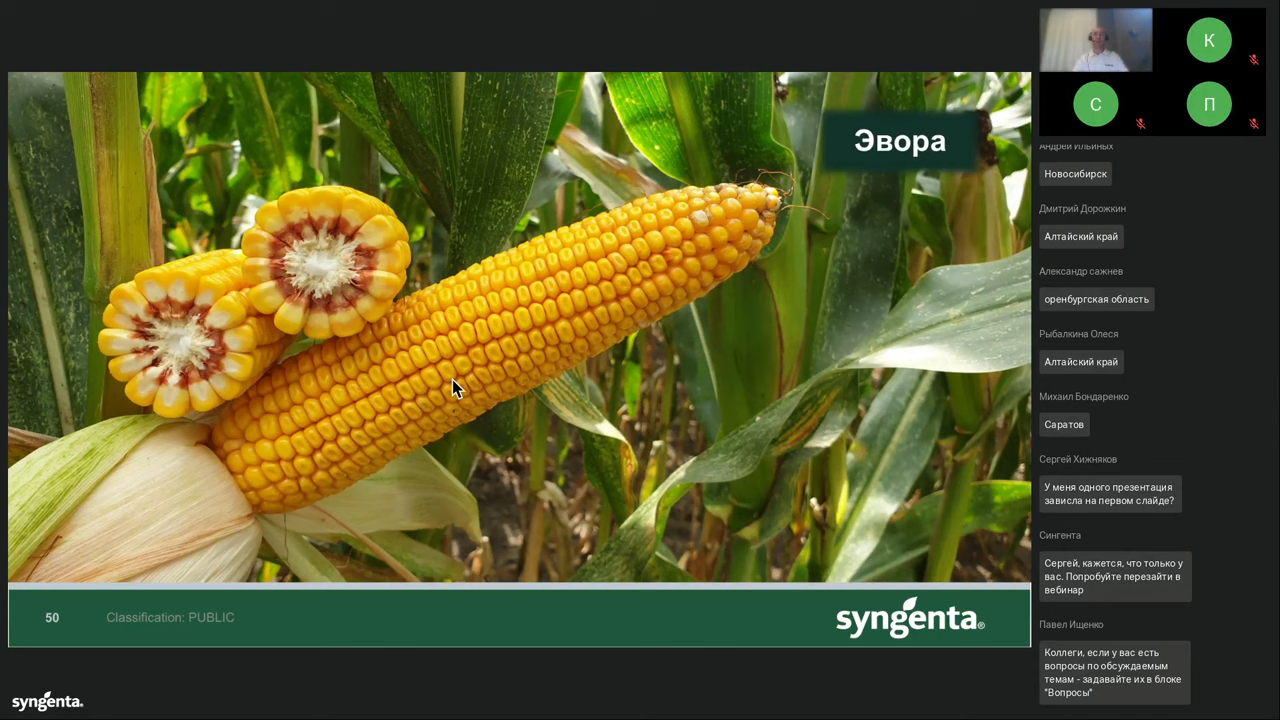 Эвора
50
Classification: PUBLIC
syngenta®
syngenta.
К
С
П
Андрей Ильиных
Новосибирск
Дмитрий Дорожкин
Алтайский край
Александр сажнев
оренбургская область
Рыбалкина Олеся
Алтайский край
Михаил Бондаренко
Саратов
Сергей Хижняков
У меня одного презентация
зависла на первом слайде?
Сингента
Сергей, кажется, что только у
вас. Попробуйте перезайти в
вебинар
Павел Ищенко
Коллеги, если у вас есть
вопросы по обсуждаемым
темам - задавайте их в блоке
"Вопросы"